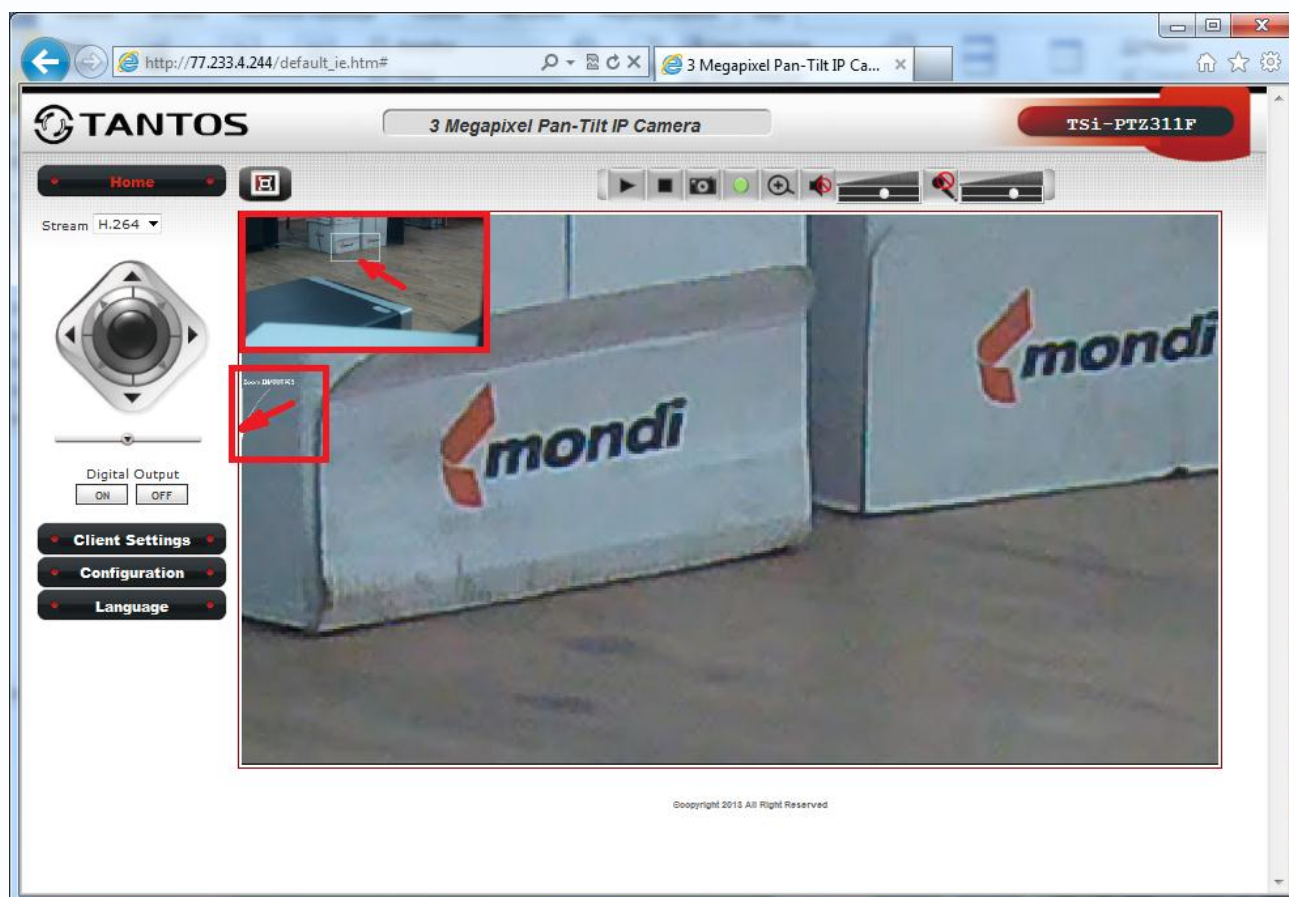 http://77.233.4.244/default_ie.htm#
3 Megapixel Pan-Tilt IP Ca...
TANTOS
3 Megapixel Pan-Tilt IP Camera
TSi-PTZ311F
Home
Stream H.264
mondi
mondi
Digital Output
ON OFF
Client Settings
Configuration
Language
©opyright 2013 All Right Reserved